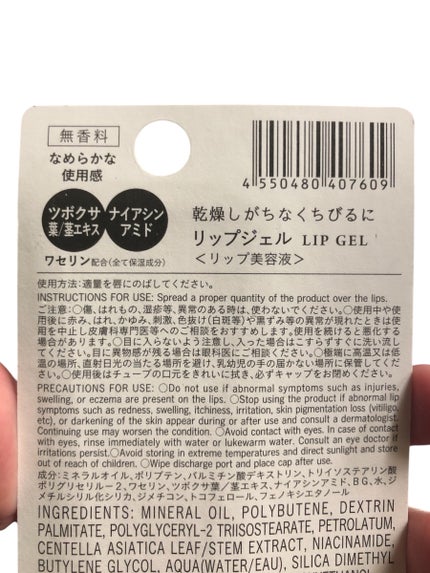 無香料
なめらかな
使用感
ツボクサ
葉/茎エキス
ナイアシン
アミド
ワセリン配合(全て保湿成分)
4550480407609
乾燥しがちなくちびるに
リップジェル LIP GEL
＜リップ美容液＞
使用方法:適量を唇にのばしてください。
INSTRUCTIONS FOR USE: Spread a proper quantity of the product over the lips.
ご注意:○傷、はれもの、湿疹等、異常のある時は、使わないでください。○使用中や使
用後に赤み、はれ、かゆみ、刺激、色抜け(白斑等)や黒ずみ等の異常が現れたときは使
用を中止し皮膚科専門医等へのご相談をおすすめします。使用を続けると悪化する
場合があります。○目に入らないよう注意し、入った場合はこすらずすぐに洗い流し
てください。目に異物感が残る場合は眼科医にご相談ください。○極端に高温又は低
温の場所、直射日光の当たる場所を避け、乳幼児の手の届かない場所に保管してくだ
さい。○使用後はチューブの口元をきれいに拭き、必ずキャップをお閉めください。
PRECAUTIONS FOR USE: ○Do not use if abnormal symptoms such as injuries,
swelling, or eczema are present on the lips. ○Stop using the product if abnormal lip
symptoms such as redness, swelling, itchiness, irritation, skin pigmentation loss (vitiligo,
etc), or darkening of the skin appear during or after use and consult a dermatologist.
Continuing use may worsen the condition. ○Avoid contact with eyes. In case of contact
with eyes, rinse immediately with water or lukewarm water. Consult an eye doctor if
irritations persist.○Avoid storing in extreme temperatures and direct sunlight and store
out of reach of children. ○Wipe discharge port and place cap after use.
成分:ミネラルオイル、ポリブテン、パルミチン酸デキストリン、トリイソステアリン酸
ポリグリセリル-2、ワセリン、ツボクサ葉/茎エキス、ナイアシンアミド、BG、水、ジ
メチルシリル化シリカ、ジメチコン、トコフェロール、フェノキシエタノール
INGREDIENTS: MINERAL OIL, POLYBUTENE, DEXTRIN
PALMITATE, POLYGLYCERYL-2 TRIISOSTEARATE, PETROLATUM,
CENTELLA ASIATICA LEAF/STEM EXTRACT, NIACINAMIDE,
BUTYLENE GLYCOL, AQUA(WATER/EAU), SILICA DIMETHYL